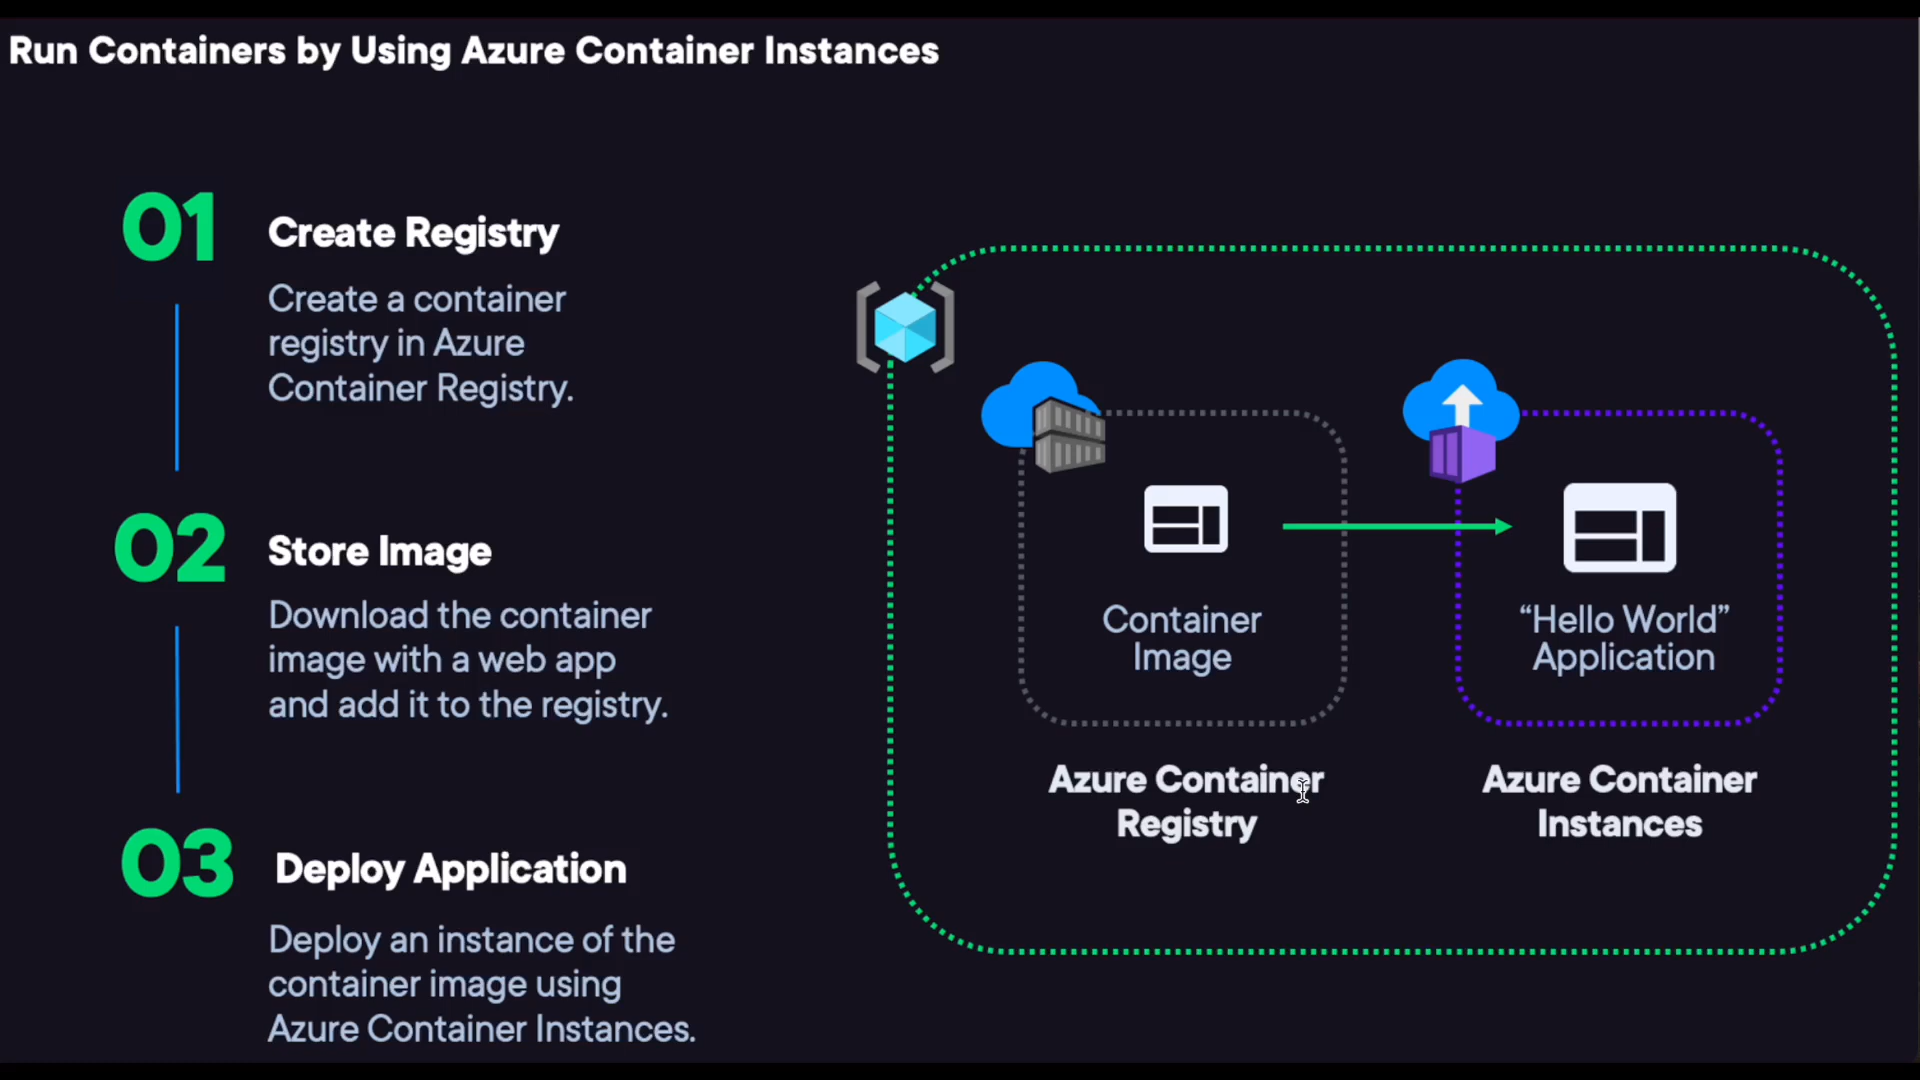 Run Containers by Using Azure Container Instances
01
Create Registry
Create a container
registry in Azure
Container Registry.
02
Store Image
Download the container
image with a web app
and add it to the registry.
03
Deploy Application
Deploy an instance of the
container image using
Azure Container Instances.
Container
Image
Azure Container
Registry
“Hello World”
Application
Azure Container
Instances